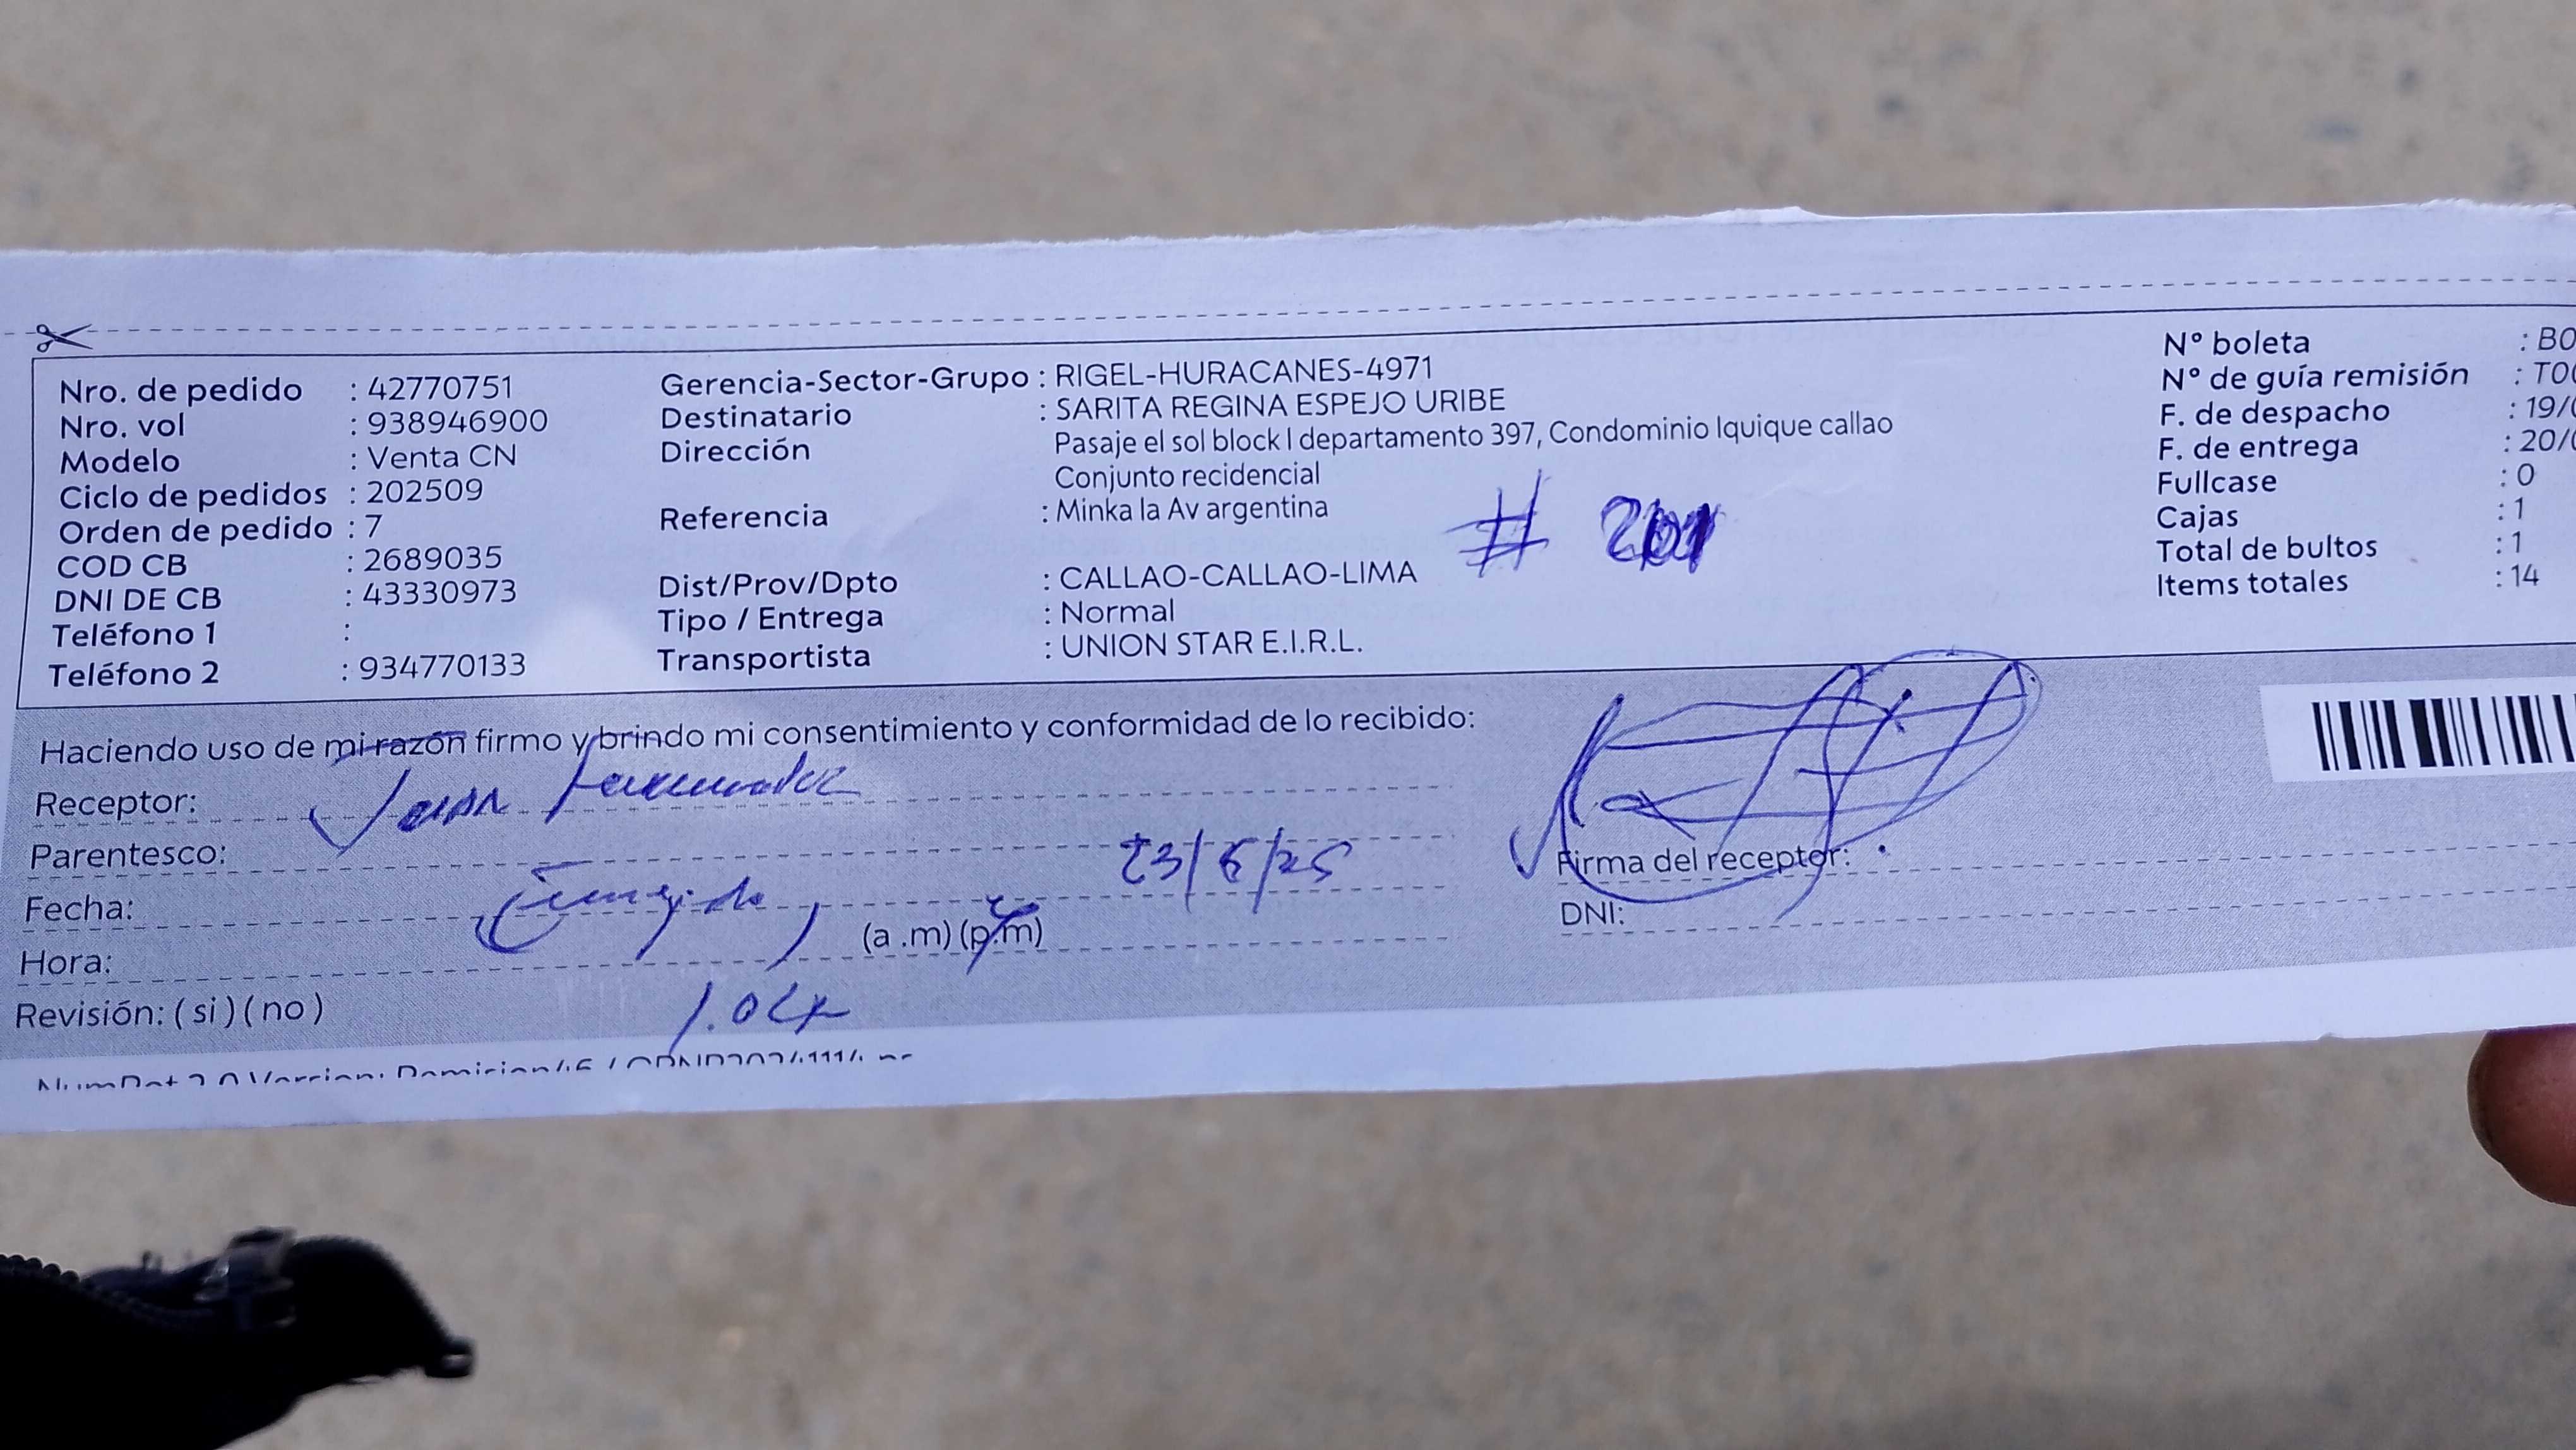 Nro. de pedido : 42770751
Nro. vol : 938946900
Modelo : Venta CN
Ciclo de pedidos : 202509
Orden de pedido : 7
COD CB : 2689035
DNI DE CB : 43330973
Teléfono 1 :
Teléfono 2 : 934770133
Gerencia-Sector-Grupo : RIGEL-HURACANES-4971
Destinatario : SARITA REGINA ESPEJO URIBE
Dirección Pasaje el sol block I departamento 397, Condominio Iquique callao
Conjunto recidencial
Referencia : Minka la Av argentina
# 201
Dist/Prov/Dpto : CALLAO-CALLAO-LIMA
Tipo / Entrega : Normal
Transportista : UNION STAR E.I.R.L.
N° boleta : B0
N° de guía remisión : T00
F. de despacho : 19/0
F. de entrega : 20/0
Fullcase : 0
Cajas : 1
Total de bultos : 1
Items totales : 14
Haciendo uso de mi razón firmo y brindo mi consentimiento y conformidad de lo recibido:
Receptor:
Parentesco:
23/6/25
Fecha:
Hora: (a .m) (p.m)
Revisión: ( si ) ( no )
Firma del receptor:
DNI: